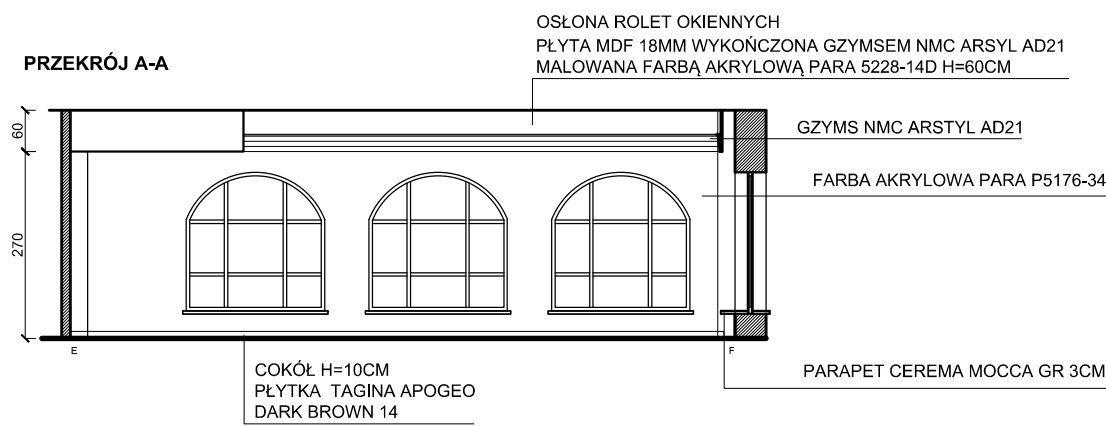 OSŁONA ROLET OKIENNYCH
PŁYTA MDF 18MM WYKOŃCZONA GZYMSEM NMC ARSYL AD21
MALOWANA FARBĄ AKRYLOWĄ PARA 5228-14D H=60CM
PRZEKRÓJ A-A
60
GZYMS NMC ARSTYL AD21
FARBA AKRYLOWA PARA P5176-34
270
E
F
COKÓŁ H=10CM
PŁYTKA TAGINA APOGEO
DARK BROWN 14
PARAPET CEREMA MOCCA GR 3CM